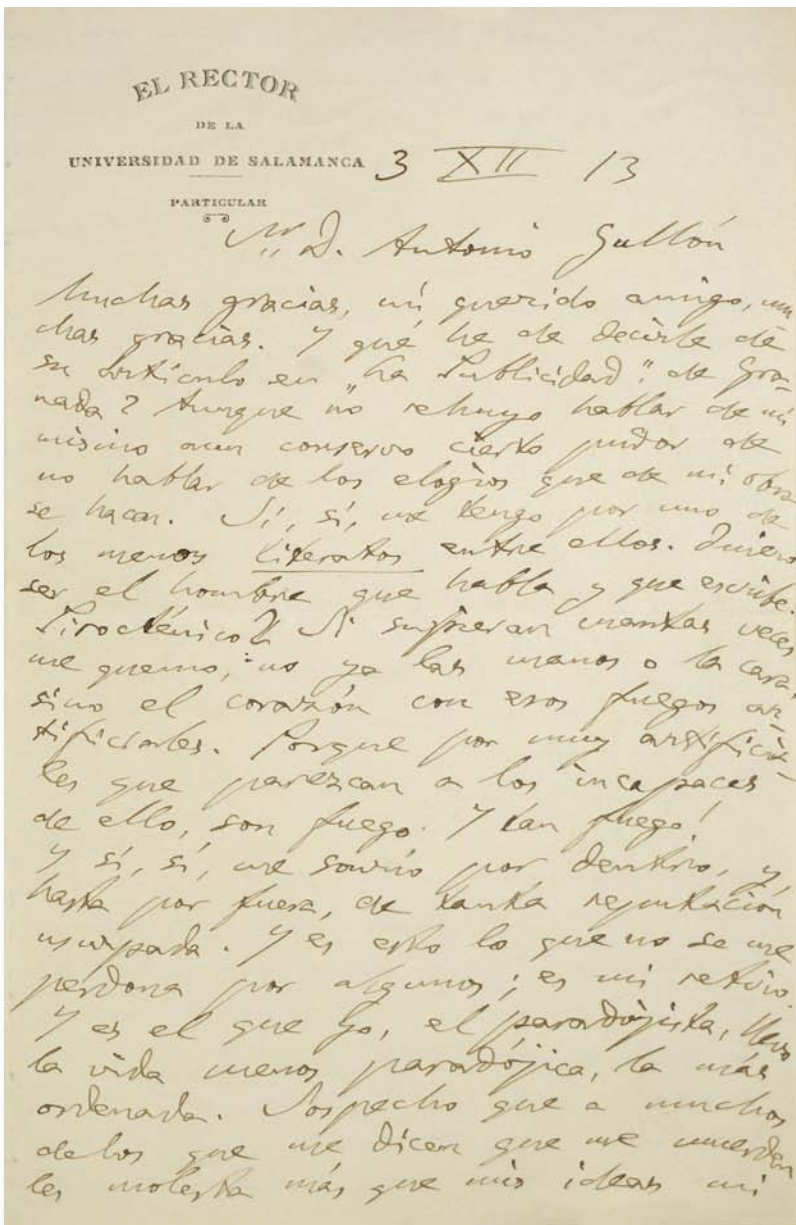 EL RECTOR
DE LA
UNIVERSIDAD DE SALAMANCA
3 XII 13
PARTICULAR
Sr. D. Antonio Gullón
Muchas gracias, mi querido amigo, mu
chas gracias. Y qué he de decirle de
su artículo en "La Publicidad" de Gra-
nada? Aunque no rehuyo hablar de mí
mismo aun conservo cierto pudor de
no hablar de los elogios que de mi obra
se hacen. Sí, sí, me tengo por uno de
los menos literatos entre ellos. Quiero
ser el hombre que habla y que escribe.
Pirotécnico? Si supieran cuantas veces
me quemo, no ya las manos o la cara,
sino el corazón con esos fuegos ar-
tificiales. Porque por muy artificia-
les que parezcan a los incapaces
de ello, son fuego. Y tan fuego!
Y sí, sí, me sonrío por dentro, y
hasta por fuera, de tanta reputación
usurpada. Y es esto lo que no se me
perdona por algunos; es mi retiro.
Y es el que yo, el paradojista, llevo
la vida menos paradójica, la más
ordenada. Sospecho que a muchos
de los que me dicen que me muerden
les molesta más que mis ideas mi